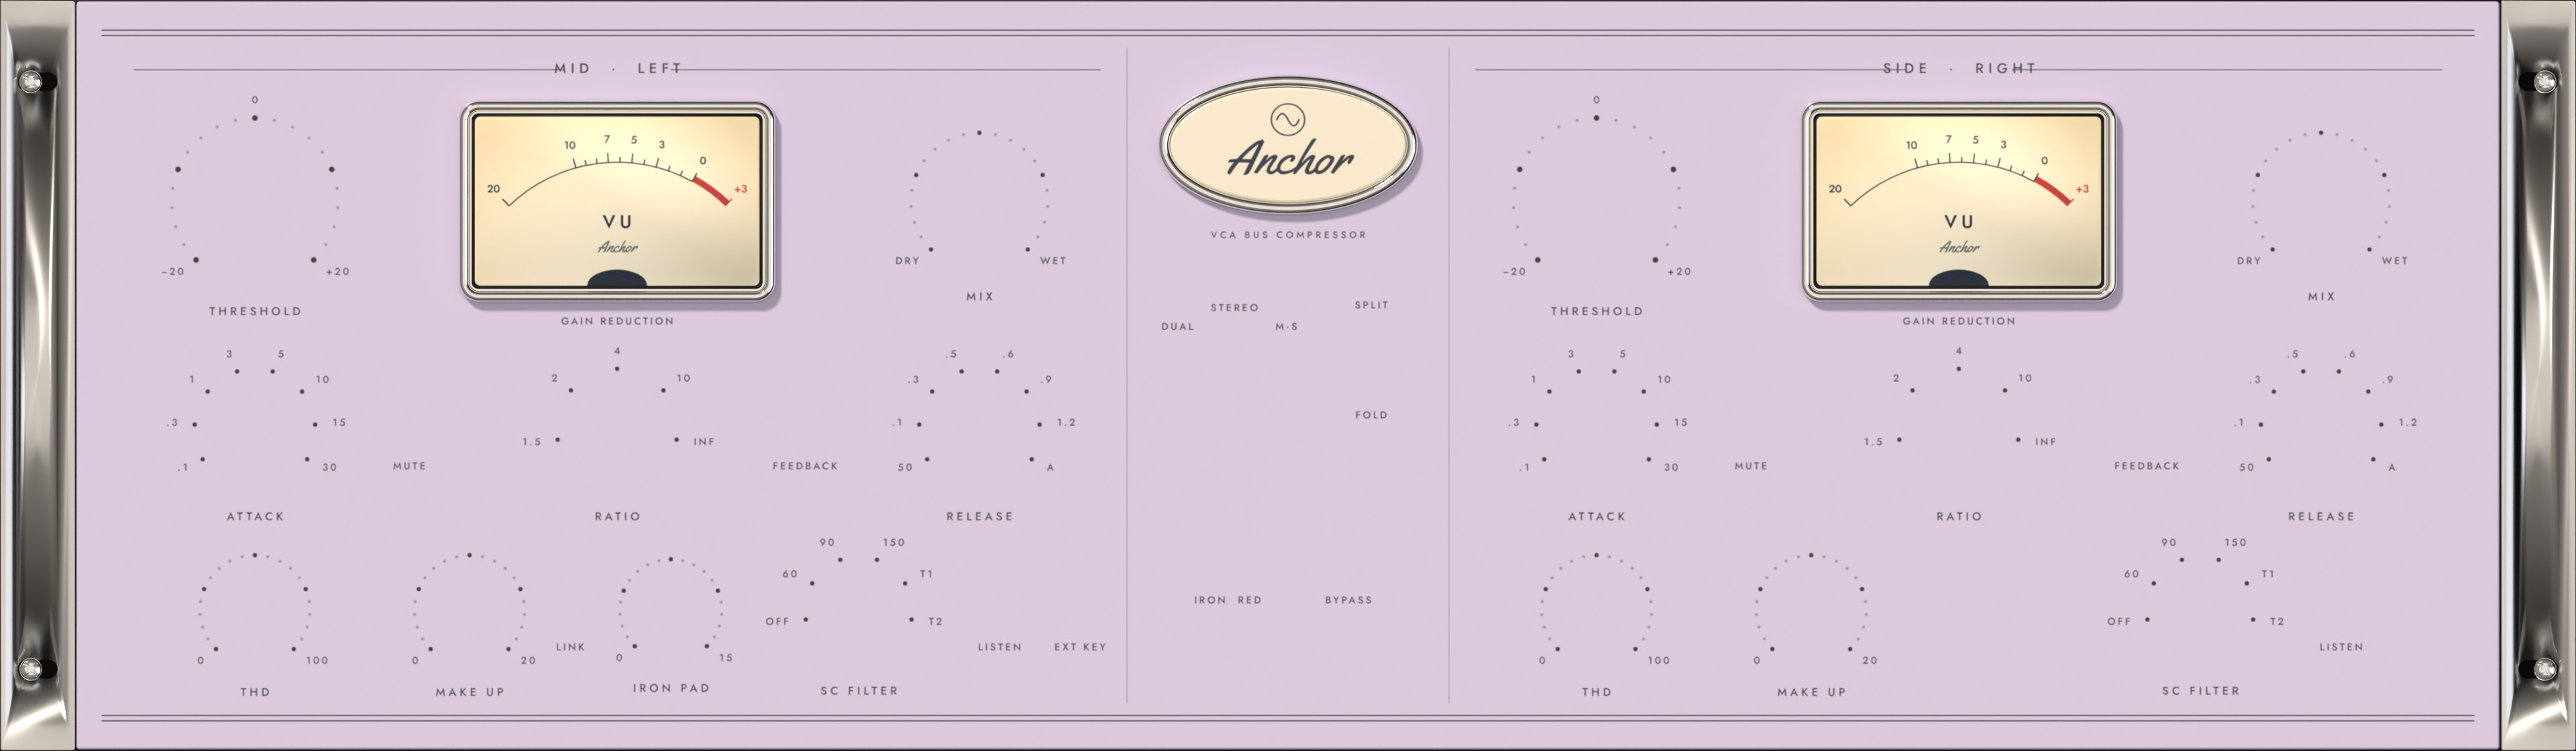 MID · LEFT
0
-20
+20
THRESHOLD
20
10
7
5
3
0
+3
VU
Anchor
GAIN REDUCTION
DRY
WET
MIX
.1
.3
1
3
5
10
15
30
ATTACK
MUTE
1.5
2
4
10
INF
RATIO
FEEDBACK
50
.1
.3
.5
.6
.9
1.2
A
RELEASE
0
100
THD
0
20
MAKE UP
LINK
0
15
IRON PAD
OFF
60
90
150
T1
T2
SC FILTER
LISTEN
EXT KEY
Anchor
VCA BUS COMPRESSOR
DUAL
STEREO
M·S
SPLIT
FOLD
IRON RED
BYPASS
SIDE · RIGHT
0
-20
+20
THRESHOLD
20
10
7
5
3
0
+3
VU
Anchor
GAIN REDUCTION
DRY
WET
MIX
.1
.3
1
3
5
10
15
30
ATTACK
MUTE
1.5
2
4
10
INF
RATIO
FEEDBACK
50
.1
.3
.5
.6
.9
1.2
A
RELEASE
0
100
THD
0
20
MAKE UP
OFF
60
90
150
T1
T2
SC FILTER
LISTEN